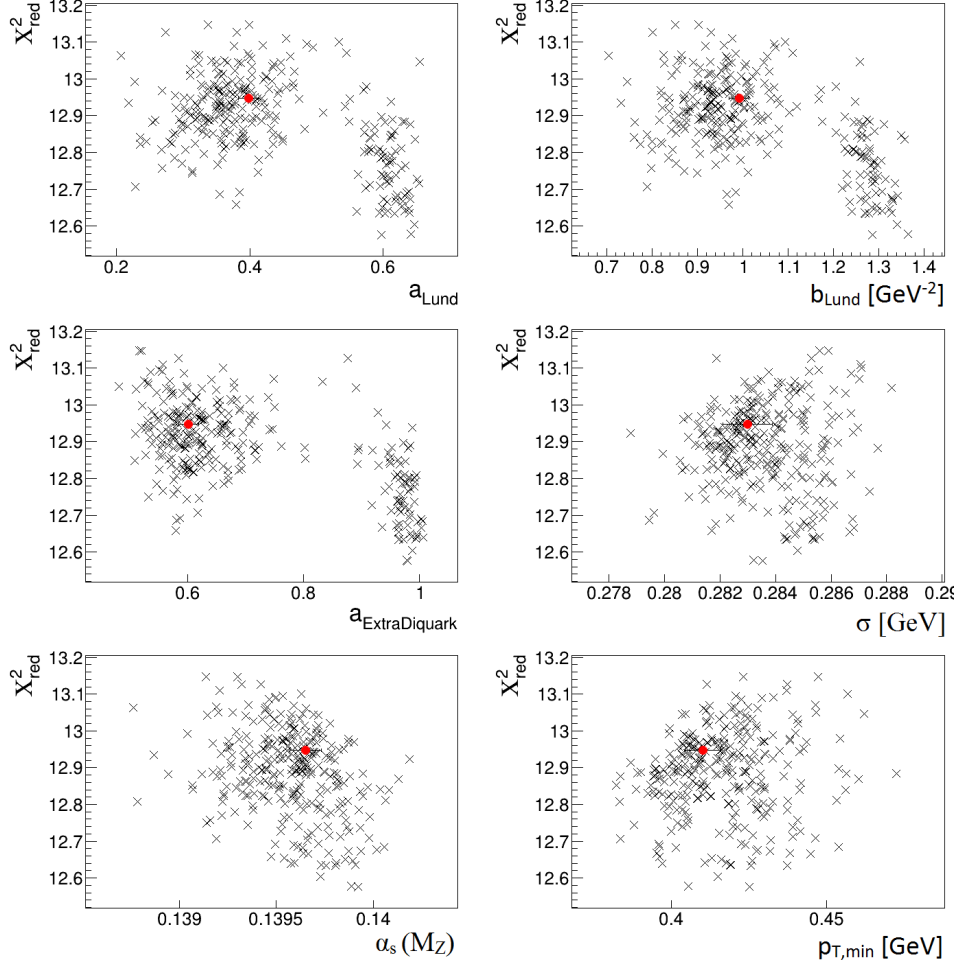 13.2
13.1
13
12.9
12.8
12.7
12.6
X²red
0.2 0.4 0.6
aLund
13.2
13.1
13
12.9
12.8
12.7
12.6
X²red
0.7 0.8 0.9 1 1.1 1.2 1.3 1.4
bLund [GeV⁻²]
13.2
13.1
13
12.9
12.8
12.7
12.6
X²red
0.6 0.8 1
aExtraDiquark
13.2
13.1
13
12.9
12.8
12.7
12.6
X²red
0.278 0.28 0.282 0.284 0.286 0.288 0.29
σ [GeV]
13.2
13.1
13
12.9
12.8
12.7
12.6
X²red
0.139 0.1395 0.14
αs (MZ)
13.2
13.1
13
12.9
12.8
12.7
12.6
X²red
0.4 0.45
pT,min [GeV]